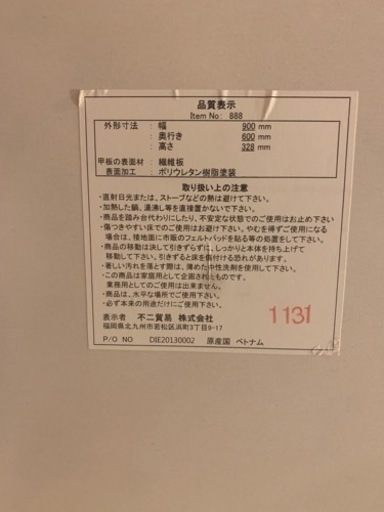 品質表示
Item No: 888
外形寸法 : 幅 900 mm
: 奥行き 600 mm
: 高さ 328 mm
甲板の表面材 : 繊維板
表面加工 : ポリウレタン樹脂塗装
取り扱い上の注意
・直射日光または、ストーブなどの熱は避けて下さい。
・加熱した鍋、湯沸し等を直接置かないで下さい。
・商品を踏み台代わりにしたり、不安定な状態でのご使用はお止め下さい
・傷つきやすい床でのご使用はお避け下さい。やむを得ずご使用になる
場合は、接地面に市販のフェルトパッドを貼る等の処置をして下さい。
・商品の移動は決して引きずらずに、しっかりと本体を持ち上げて
移動して下さい。引きずると床を傷付ける恐れがあります。
・著しい汚れを落とす際は、薄めた中性洗剤を使用して下さい。
・この商品は家庭用として企画されたものです。
業務用としてのご使用は出来ません。
・商品は、水平な場所でご使用下さい。
・必ず本来の用途だけにご使用下さい。
1131
表示者 不二貿易 株式会社
福岡県北九州市若松区浜町3丁目9-17
P/O NO DIE20130002 原産国 ベトナム